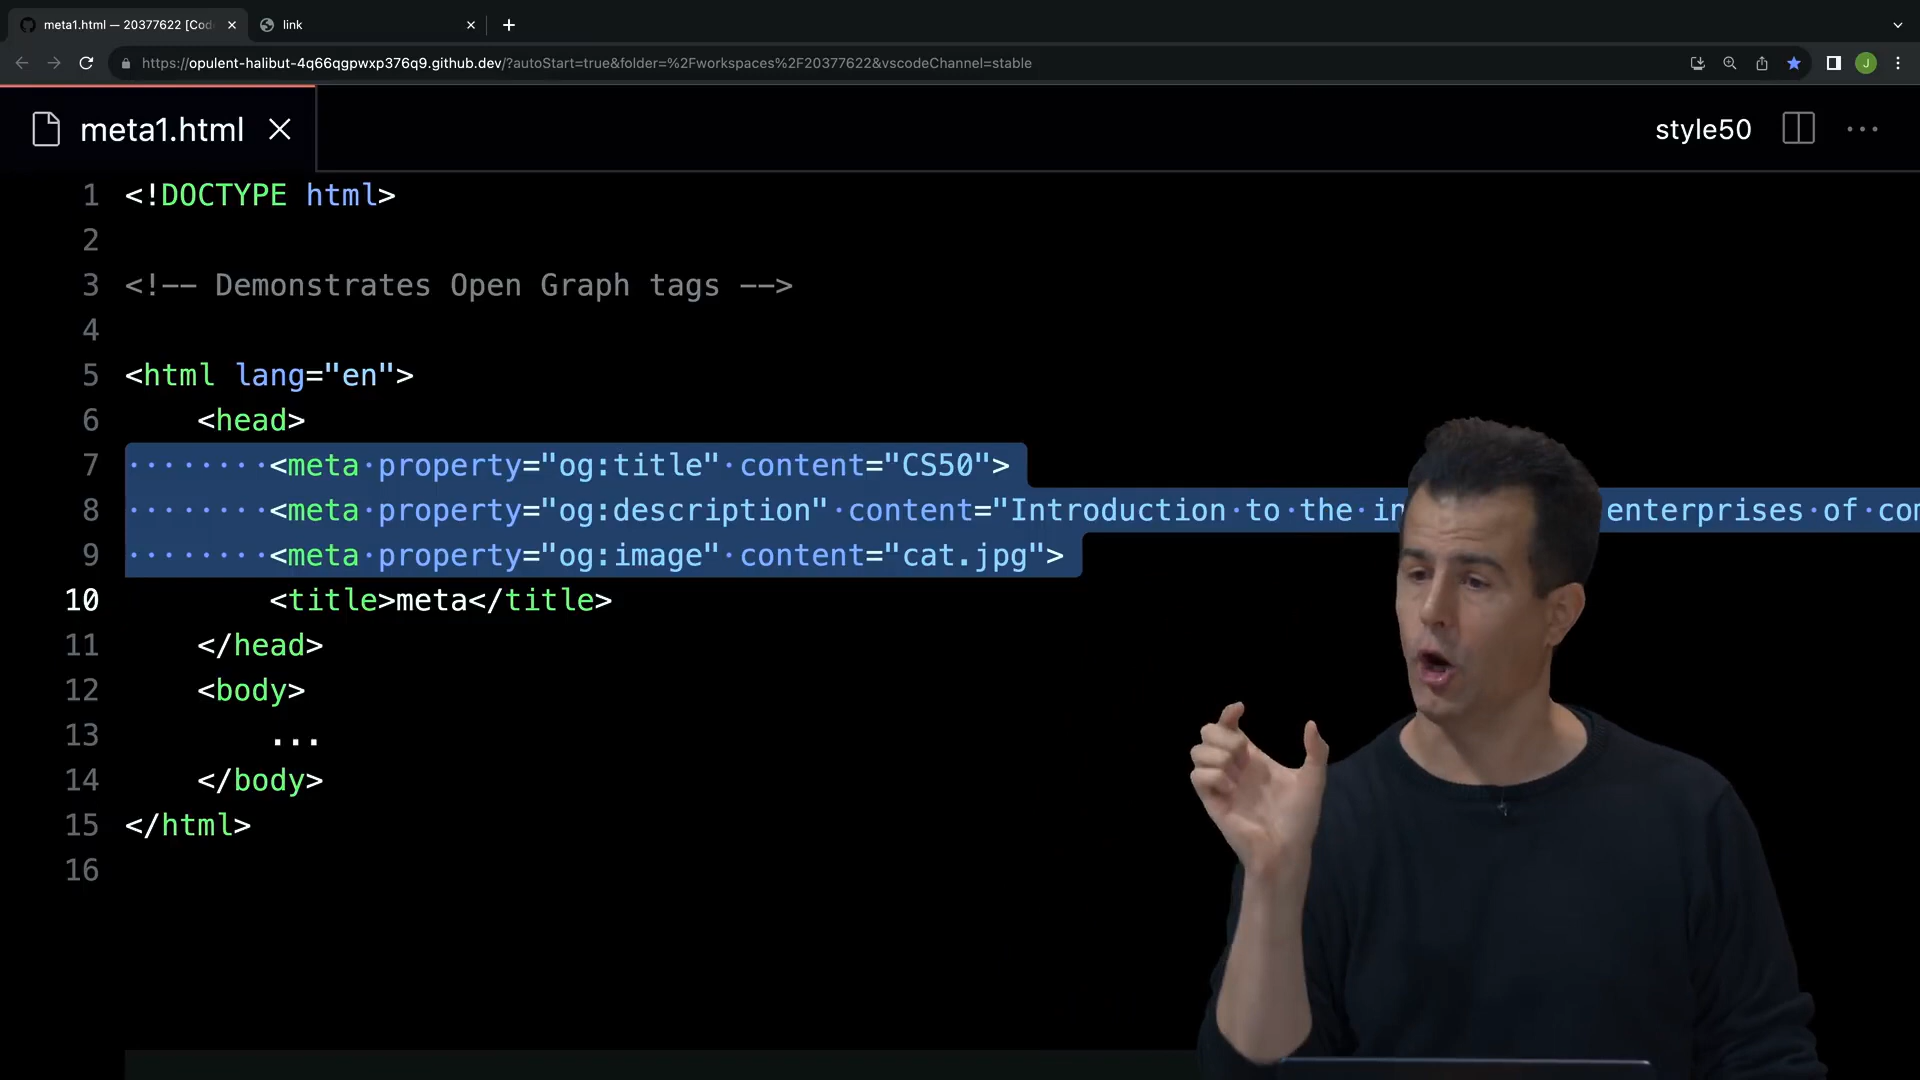 meta1.html — 20377622 [Cod
link
https://opulent-halibut-4q66qgpwxp376q9.github.dev/?autoStart=true&folder=%2Fworkspaces%2F20377622&vscodeChannel=stable
J
meta1.html
style50
1 <!DOCTYPE html>
2
3 <!-- Demonstrates Open Graph tags -->
4
5 <html lang="en">
6 <head>
7 <meta property="og:title" content="CS50">
8 <meta property="og:description" content="Introduction to the in enterprises of com
9 <meta property="og:image" content="cat.jpg">
10 <title>meta</title>
11 </head>
12 <body>
13 ...
14 </body>
15 </html>
16